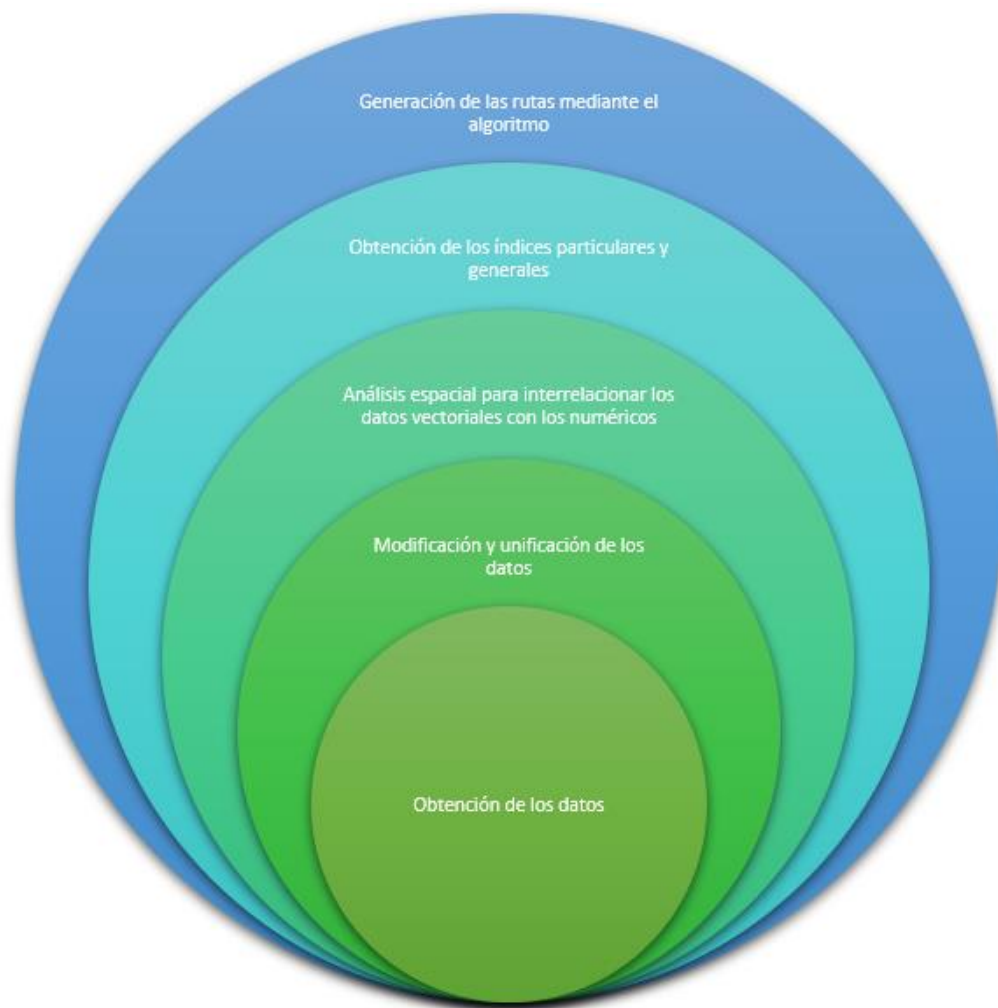 Generación de las rutas mediante el
algoritmo
Obtención de los índices particulares y
generales
Análisis espacial para interrelacionar los
datos vectoriales con los numéricos
Modificación y unificación de los
datos
Obtención de los datos